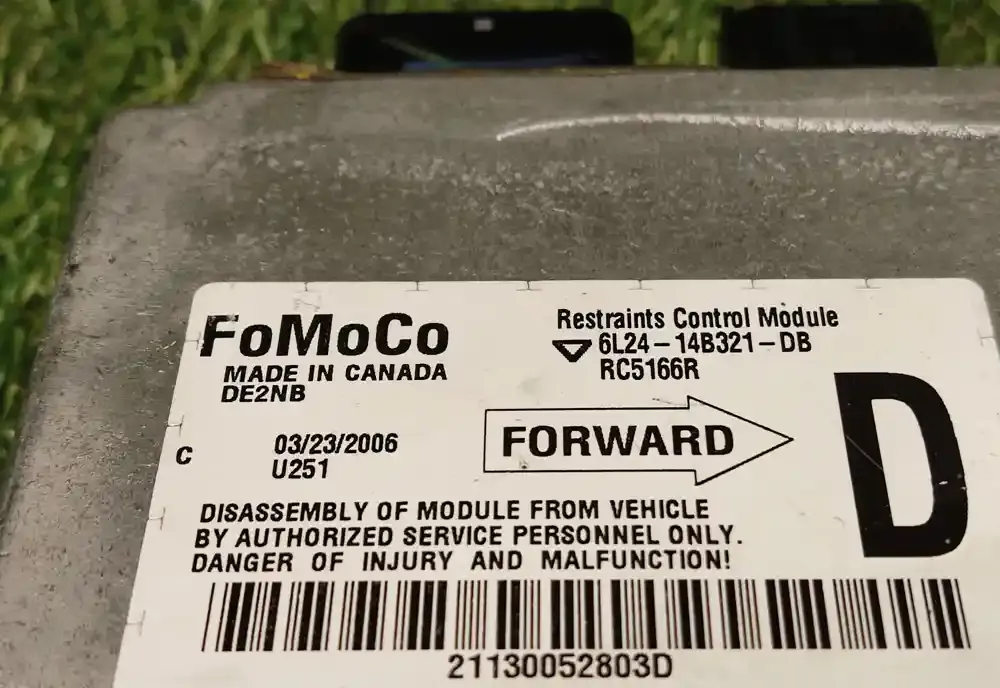 FoMoCo
MADE IN CANADA
DE2NB
Restraints Control Module
6L24-14B321-DB
RC5166R
D
C
03/23/2006
U251
FORWARD
DISASSEMBLY OF MODULE FROM VEHICLE
BY AUTHORIZED SERVICE PERSONNEL ONLY.
DANGER OF INJURY AND MALFUNCTION!
21130052803D